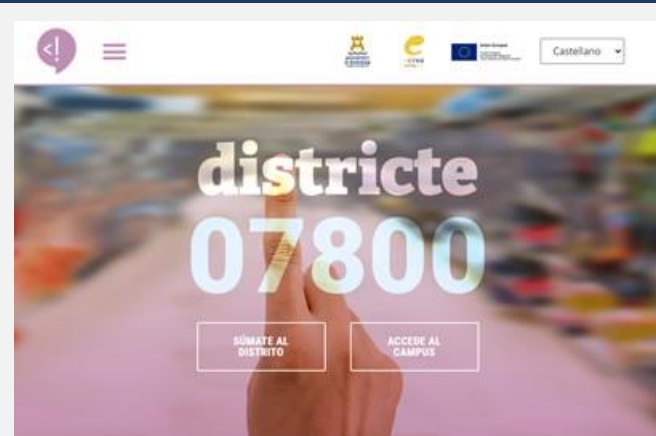 <!
Castellano
districte
07800
SÚMATE AL
DISTRITO
ACCEDE AL
CAMPUS